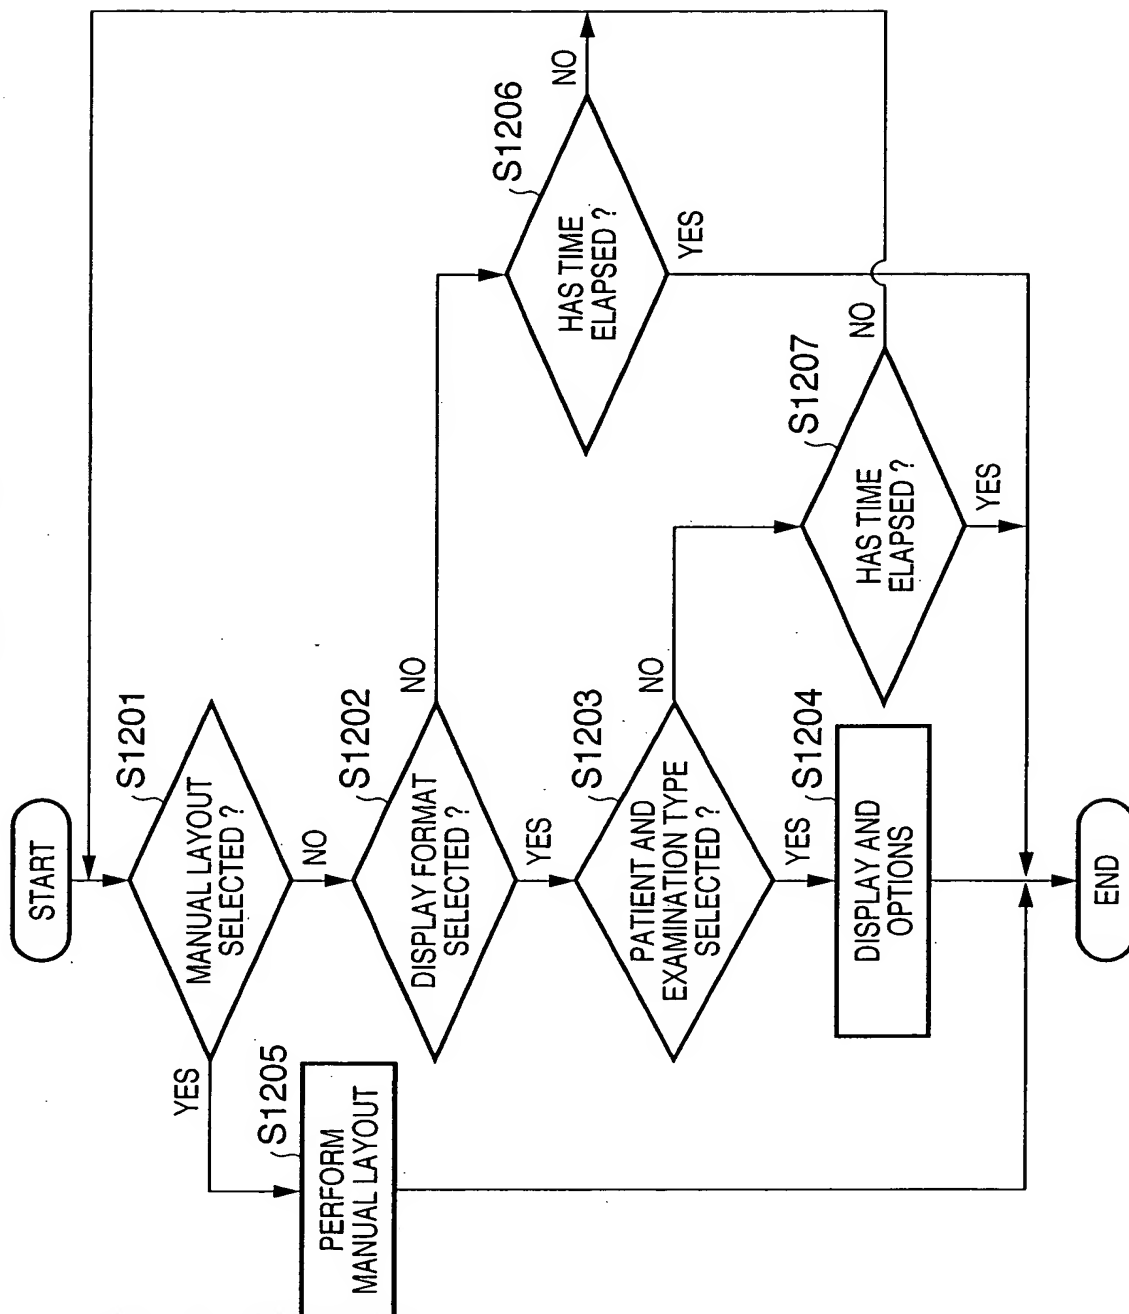 START
S1201
MANUAL LAYOUT
SELECTED ?
YES
NO
S1205
PERFORM
MANUAL LAYOUT
S1202
DISPLAY FORMAT
SELECTED ?
NO
YES
S1206
HAS TIME
ELAPSED ?
NO
YES
S1203
PATIENT AND
EXAMINATION TYPE
SELECTED ?
NO
YES
S1207
HAS TIME
ELAPSED ?
NO
YES
S1204
DISPLAY AND
OPTIONS
END